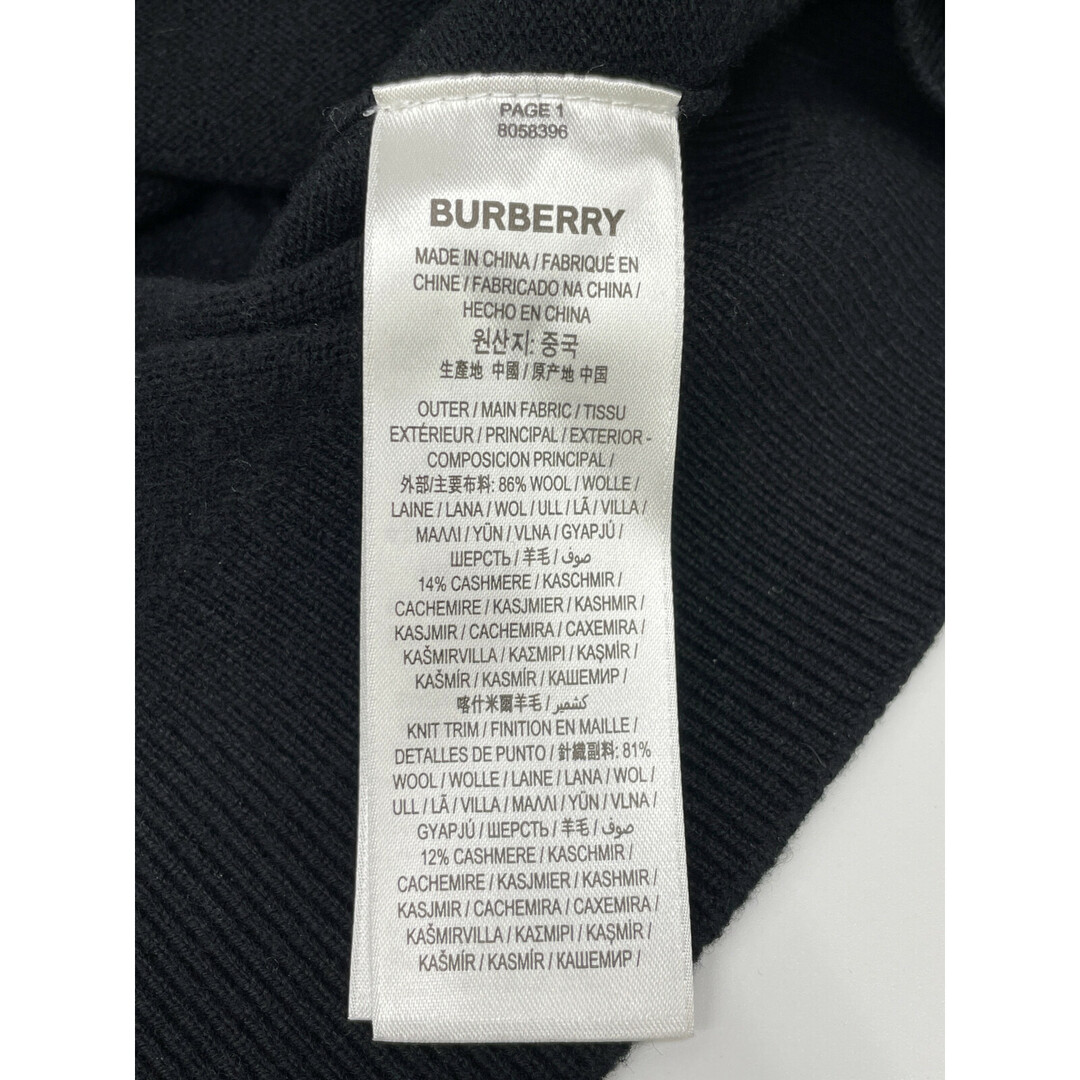 PAGE 1
8058396
BURBERRY
MADE IN CHINA / FABRIQUÉ EN
CHINE / FABRICADO NA CHINA /
HECHO EN CHINA
원산지: 중국
生產地 中國 / 原产地 中国
OUTER / MAIN FABRIC / TISSU
EXTÉRIEUR / PRINCIPAL / EXTERIOR -
COMPOSICION PRINCIPAL /
外部/主要布料: 86% WOOL / WOLLE /
LAINE / LANA / WOL / ULL / LÃ / VILLA /
ΜΑΛΛΙ / YÜN / VLNA / GYAPJÚ /
ШЕРСТЬ / 羊毛 / صوف
14% CASHMERE / KASCHMIR /
CACHEMIRE / KASJMIER / KASHMIR /
KASJMIR / CACHEMIRA / CAXEMIRA /
KAŠMIRVILLA / ΚΑΣΜΙΡΙ / KAŞMİR /
KAŠMÍR / KASMÍR / КАШЕМИР /
喀什米爾羊毛 / كشمير
KNIT TRIM / FINITION EN MAILLE /
DETALLES DE PUNTO / 針織副料: 81%
WOOL / WOLLE / LAINE / LANA / WOL /
ULL / LÃ / VILLA / ΜΑΛΛΙ / YÜN / VLNA /
GYAPJÚ / ШЕРСТЬ / 羊毛 / صوف
12% CASHMERE / KASCHMIR /
CACHEMIRE / KASJMIER / KASHMIR /
KASJMIR / CACHEMIRA / CAXEMIRA /
KAŠMIRVILLA / ΚΑΣΜΙΡΙ / KAŞMİR /
KAŠMÍR / KASMÍR / КАШЕМИР /